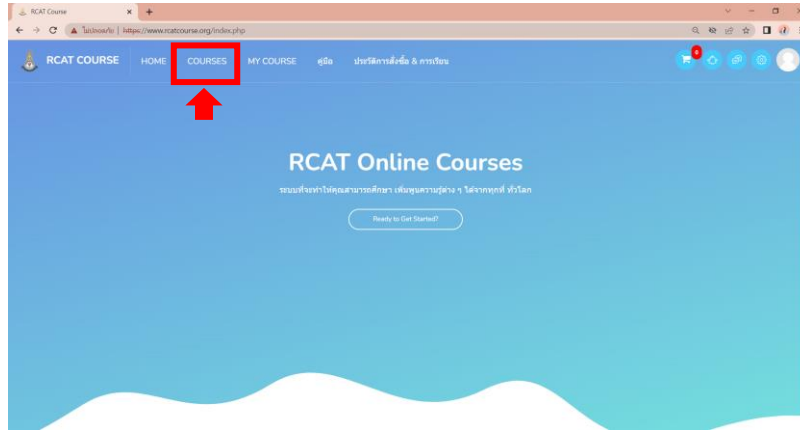 RCAT Course
ไม่ปลอดภัย | https://www.rcatcourse.org/index.php
RCAT COURSE HOME COURSES MY COURSE คู่มือ ประวัติการสั่งซื้อ & การเรียน
0
RCAT Online Courses
ระบบที่จะทำให้คุณสามารถศึกษา เพิ่มพูนความรู้ต่าง ๆ ได้จากทุกที่ ทั่วโลก
Ready to Get Started?